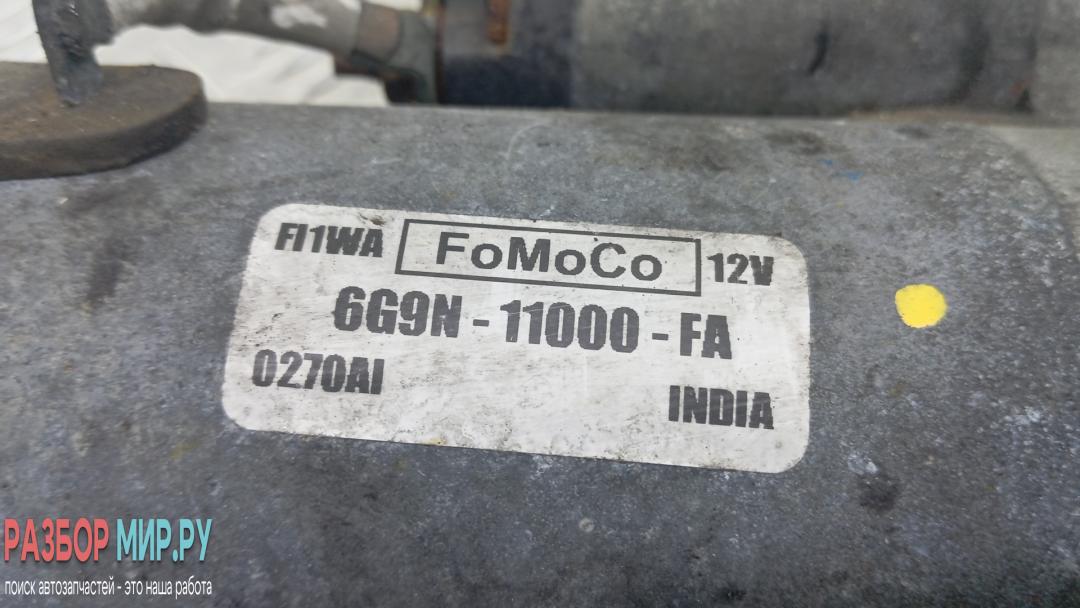 FI1WA FoMoCo 12V
6G9N - 11000 - FA
0270AI
INDIA
РАЗБОР МИР.РУ
поиск автозапчастей - это наша работа